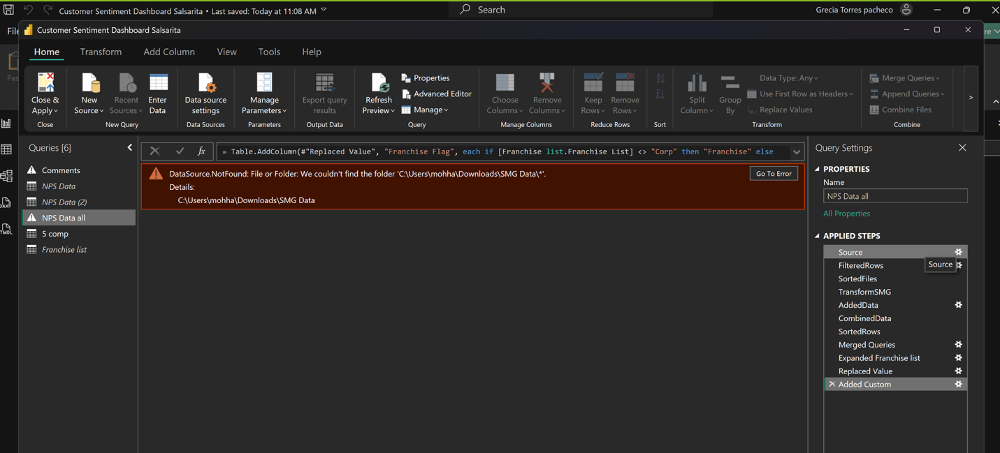 Customer Sentiment Dashboard Salsarita • Last saved: Today at 11:08 AM
Search
Grecia Torres pacheco
File
Customer Sentiment Dashboard Salsarita
re
Home Transform Add Column View Tools Help
Pas
Close & Apply
New Source
Recent Sources
Enter Data
Data source settings
Manage Parameters
Export query results
Refresh Preview
Properties
Advanced Editor
Manage
Choose Columns
Remove Columns
Keep Rows
Remove Rows
Split Column
Group By
Data Type: Any
Use First Row as Headers
Replace Values
Merge Queries
Append Queries
Combine Files
Close New Query Data Sources Parameters Output Data Query Manage Columns Reduce Rows Sort Transform Combine
Queries [6]
Comments
NPS Data
NPS Data (2)
NPS Data all
5 comp
Franchise list
DAX
TMDL
fx
= Table.AddColumn(#"Replaced Value", "Franchise Flag", each if [Franchise list.Franchise List] <> "Corp" then "Franchise" else
DataSource.NotFound: File or Folder: We couldn't find the folder 'C:\Users\mohha\Downloads\SMG Data\*'.
Go To Error
Details:
C:\Users\mohha\Downloads\SMG Data
Query Settings
PROPERTIES
Name
NPS Data all
All Properties
APPLIED STEPS
Source
FilteredRows
Source
SortedFiles
TransformSMG
AddedData
CombinedData
SortedRows
Merged Queries
Expanded Franchise list
Replaced Value
Added Custom